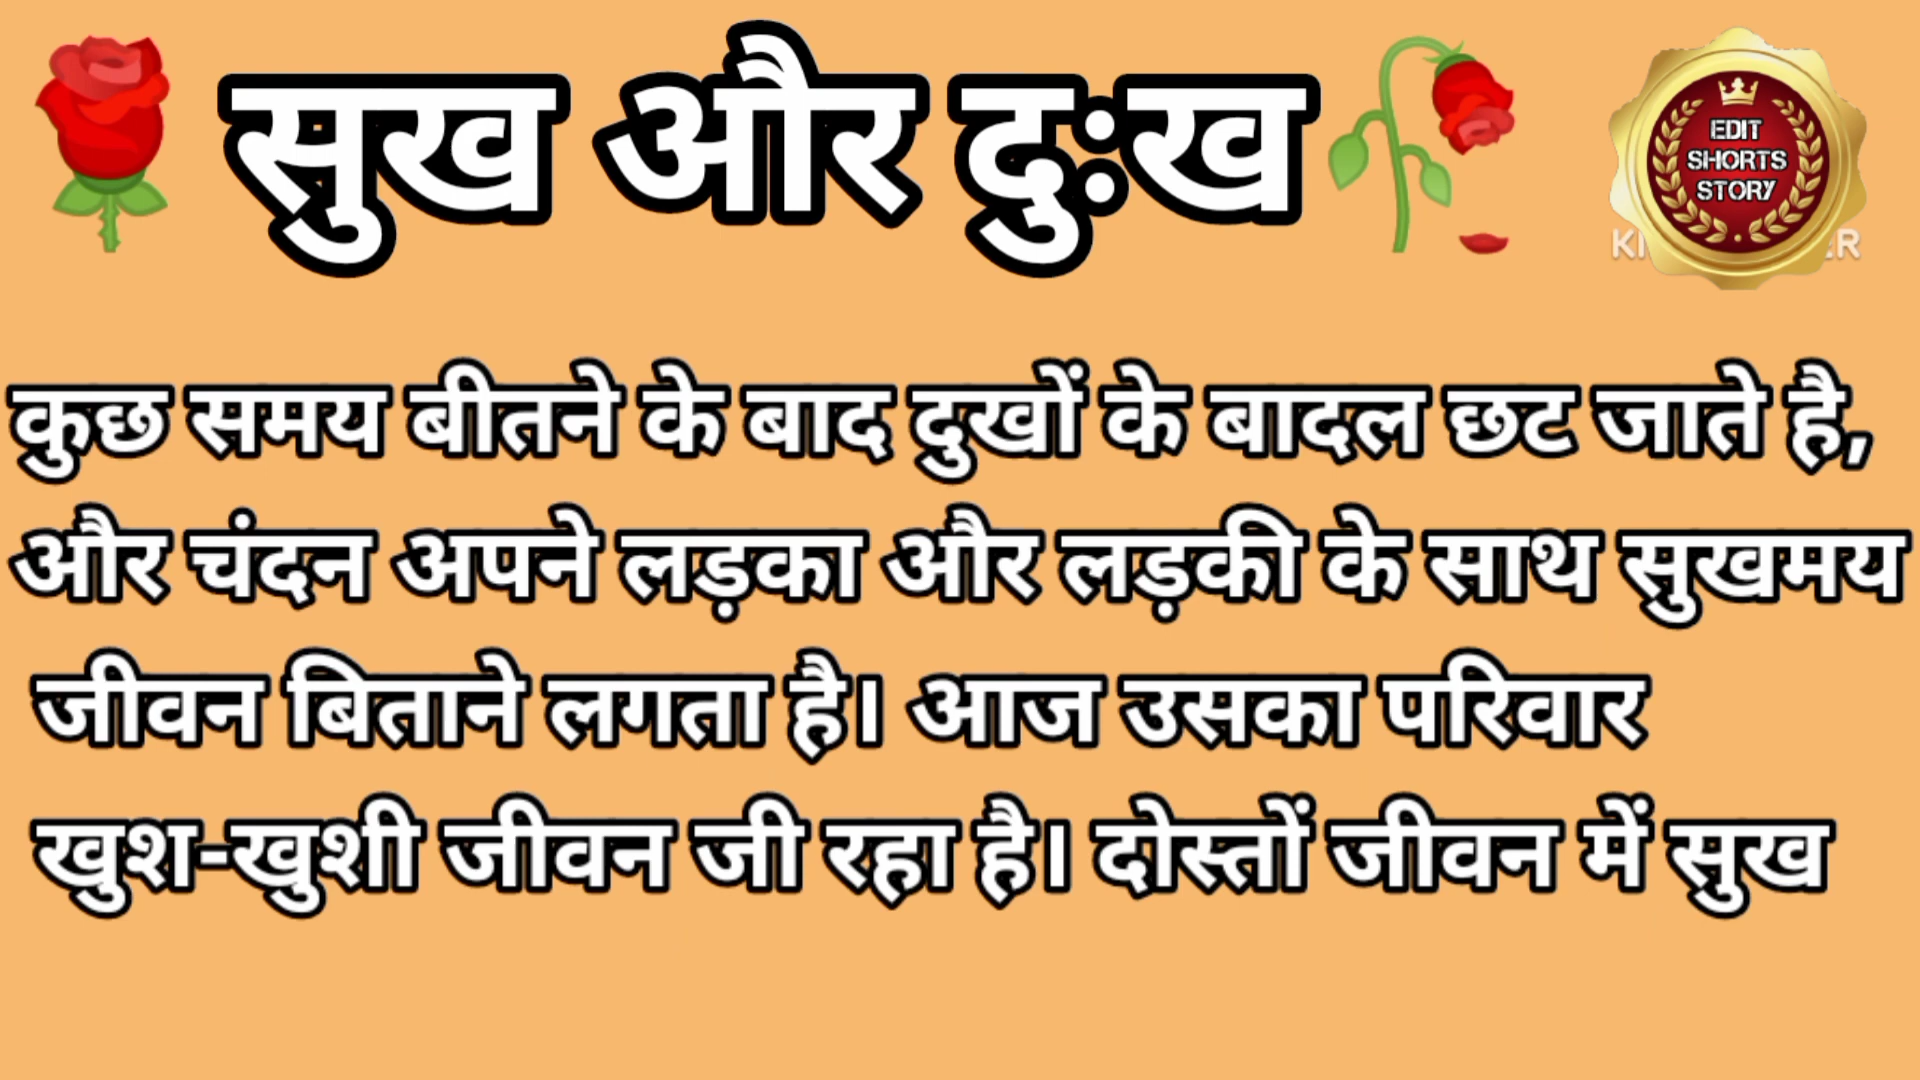 सुख और दुःख
EDIT
SHORTS
STORY
कुछ समय बीतने के बाद दुखों के बादल छट जाते है,
और चंदन अपने लड़का और लड़की के साथ सुखमय
जीवन बिताने लगता है। आज उसका परिवार
खुश-खुशी जीवन जी रहा है। दोस्तों जीवन में सुख